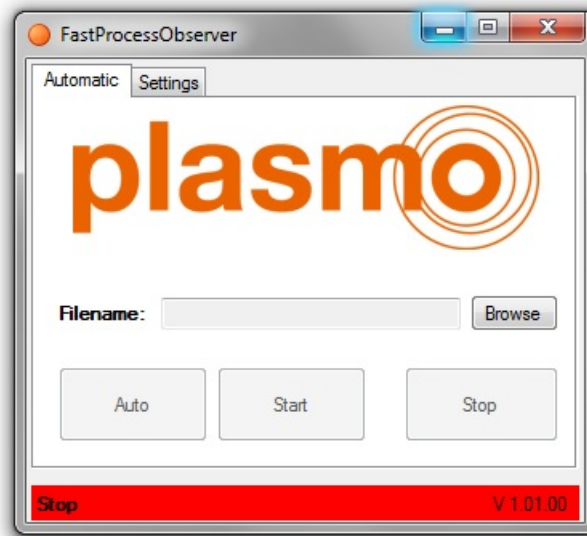 FastProcessObserver
Automatic Settings
plasmo
Filename: Browse
Auto Start Stop
Stop V 1.01.00